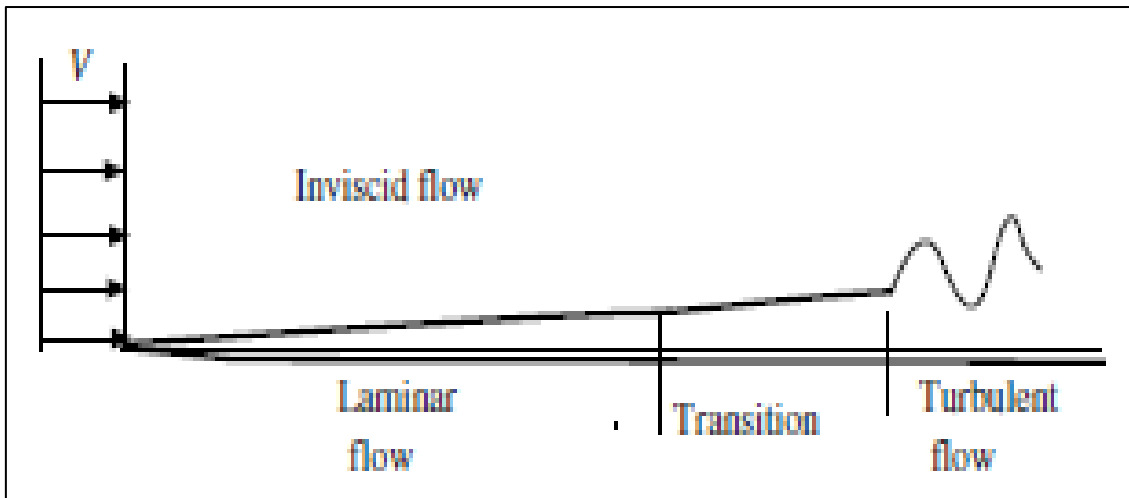 V
Inviscid flow
Laminar
flow
Transition
Turbulent
flow